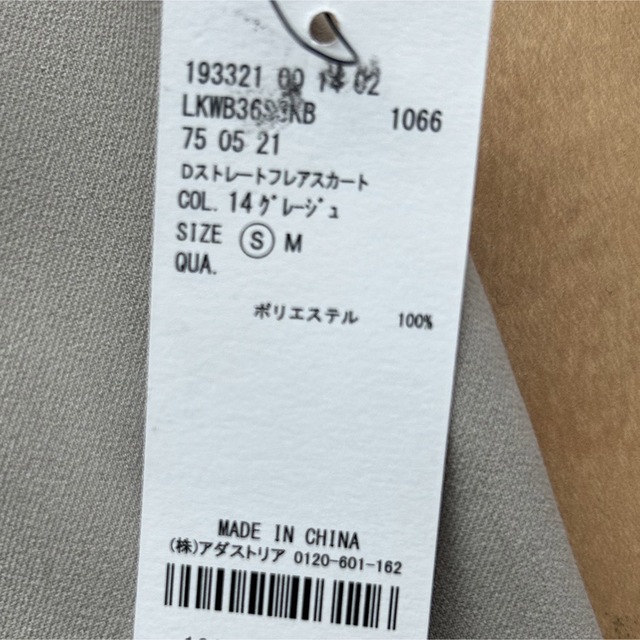 193321 00 14 02
1066
75 05 21
Dストレートフレアスカート
COL. 14ｸﾞﾚｰｼﾞｭ
SIZE Ⓢ M
QUA.
ポリエステル 100%
MADE IN CHINA
(株)アダストリア 0120-601-162